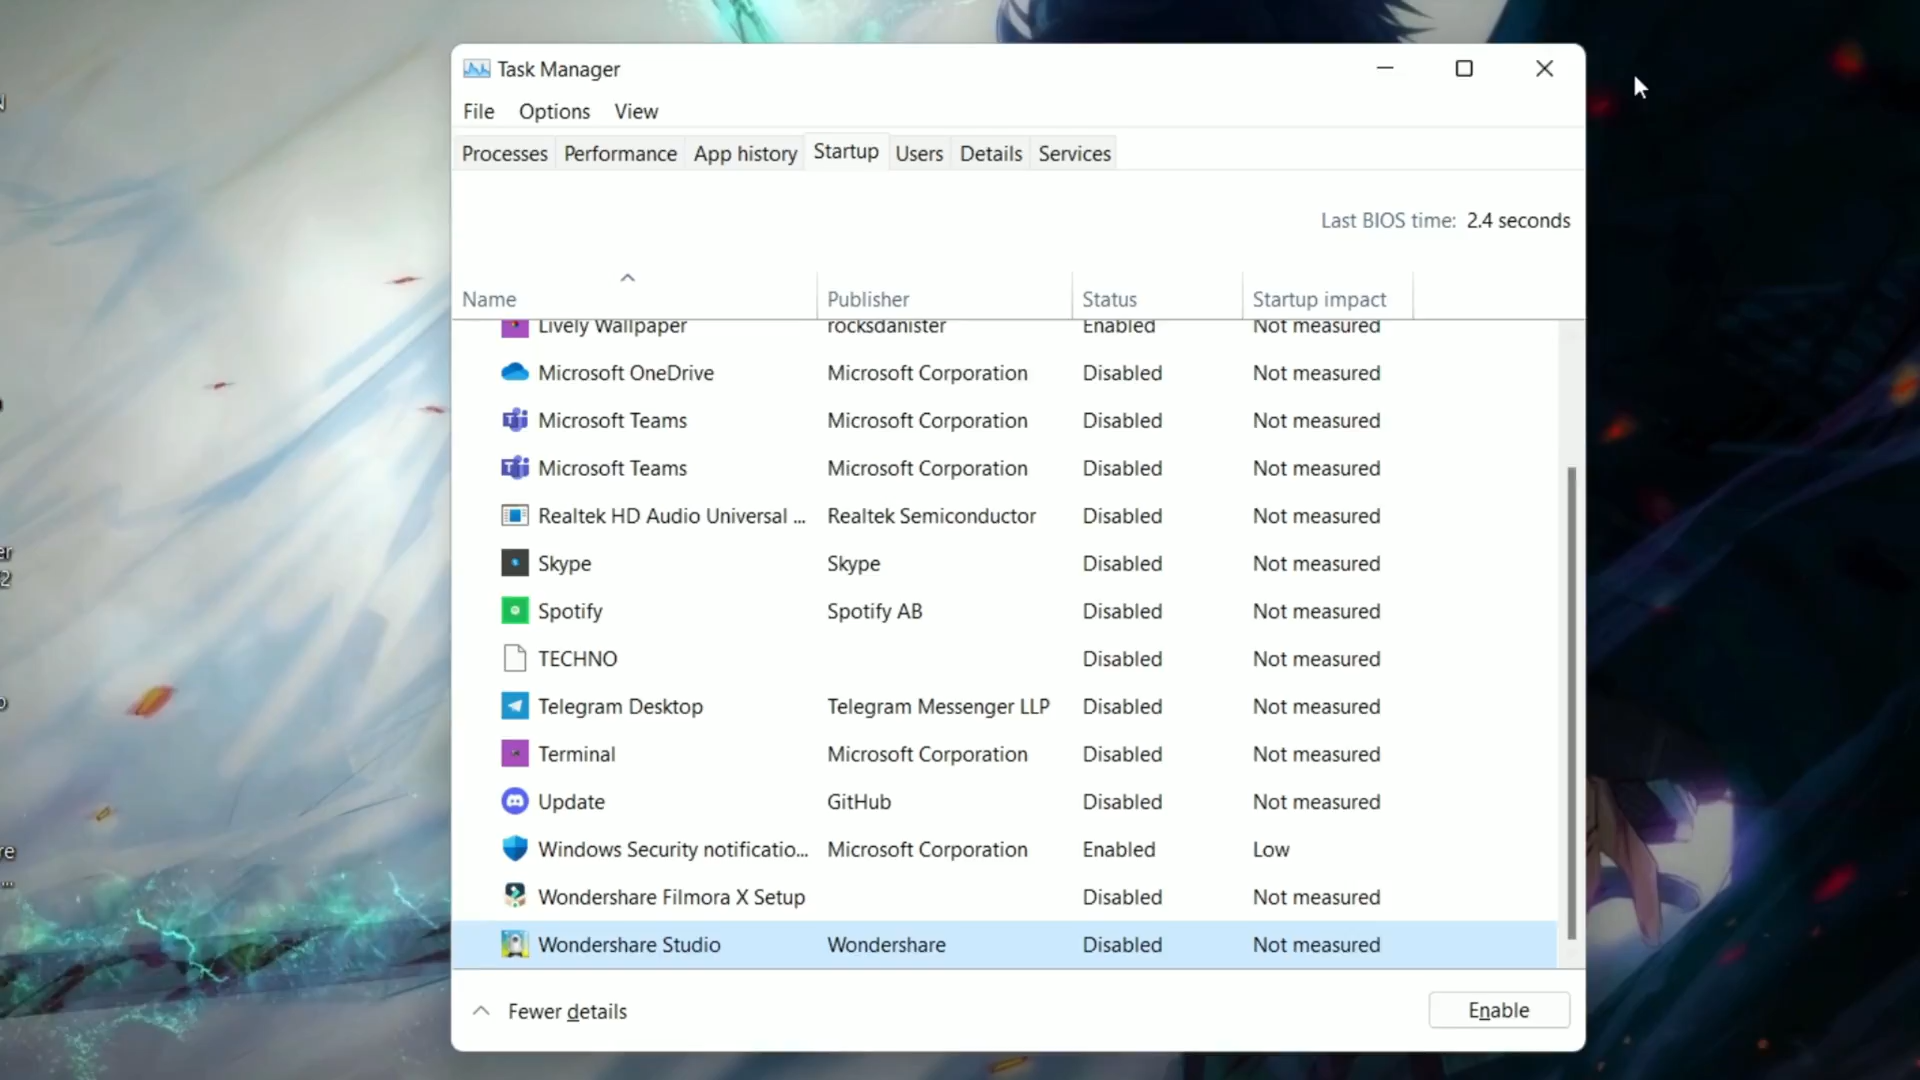 Task Manager
File Options View
Processes Performance App history Startup Users Details Services
Last BIOS time: 2.4 seconds
Name Publisher Status Startup impact
Lively Wallpaper rocksdanister Enabled Not measured
Microsoft OneDrive Microsoft Corporation Disabled Not measured
Microsoft Teams Microsoft Corporation Disabled Not measured
Microsoft Teams Microsoft Corporation Disabled Not measured
Realtek HD Audio Universal ... Realtek Semiconductor Disabled Not measured
Skype Skype Disabled Not measured
Spotify Spotify AB Disabled Not measured
TECHNO Disabled Not measured
Telegram Desktop Telegram Messenger LLP Disabled Not measured
Terminal Microsoft Corporation Disabled Not measured
Update GitHub Disabled Not measured
Windows Security notificatio... Microsoft Corporation Enabled Low
Wondershare Filmora X Setup Disabled Not measured
Wondershare Studio Wondershare Disabled Not measured
Fewer details
Enable